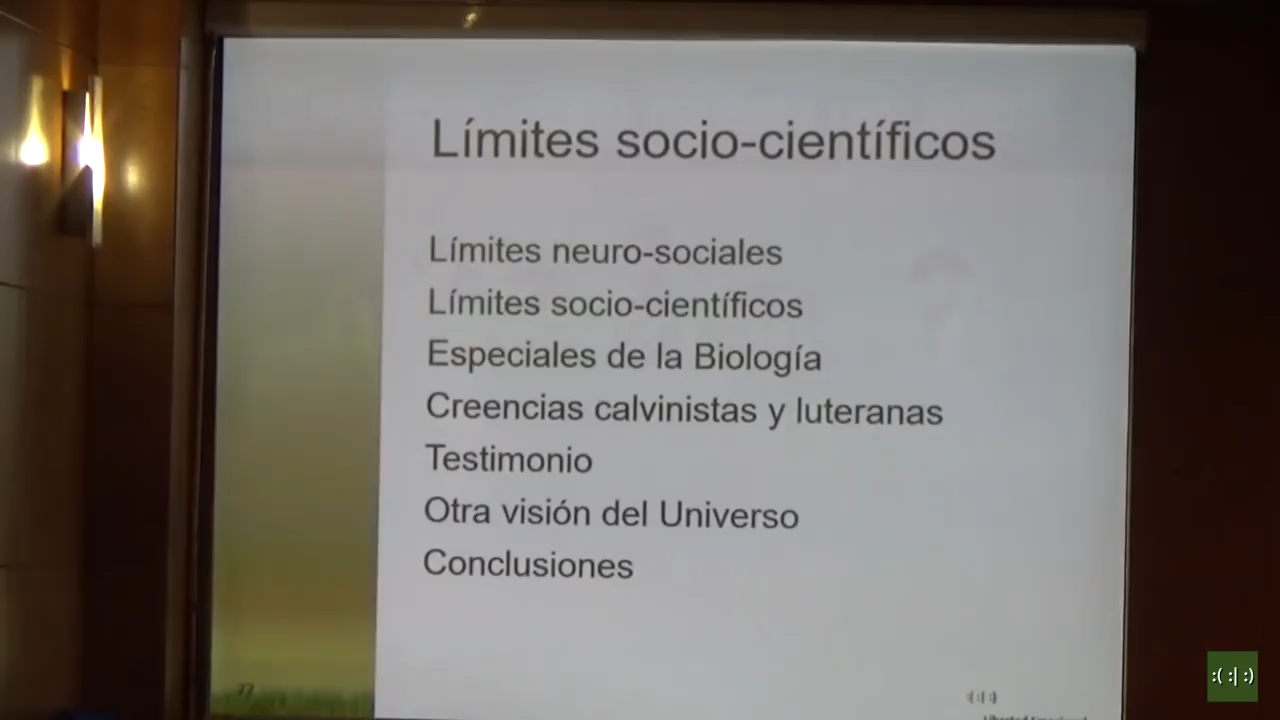 Límites socio-científicos
Límites neuro-sociales
Límites socio-científicos
Especiales de la Biología
Creencias calvinistas y luteranas
Testimonio
Otra visión del Universo
Conclusiones
77
:( :| :)